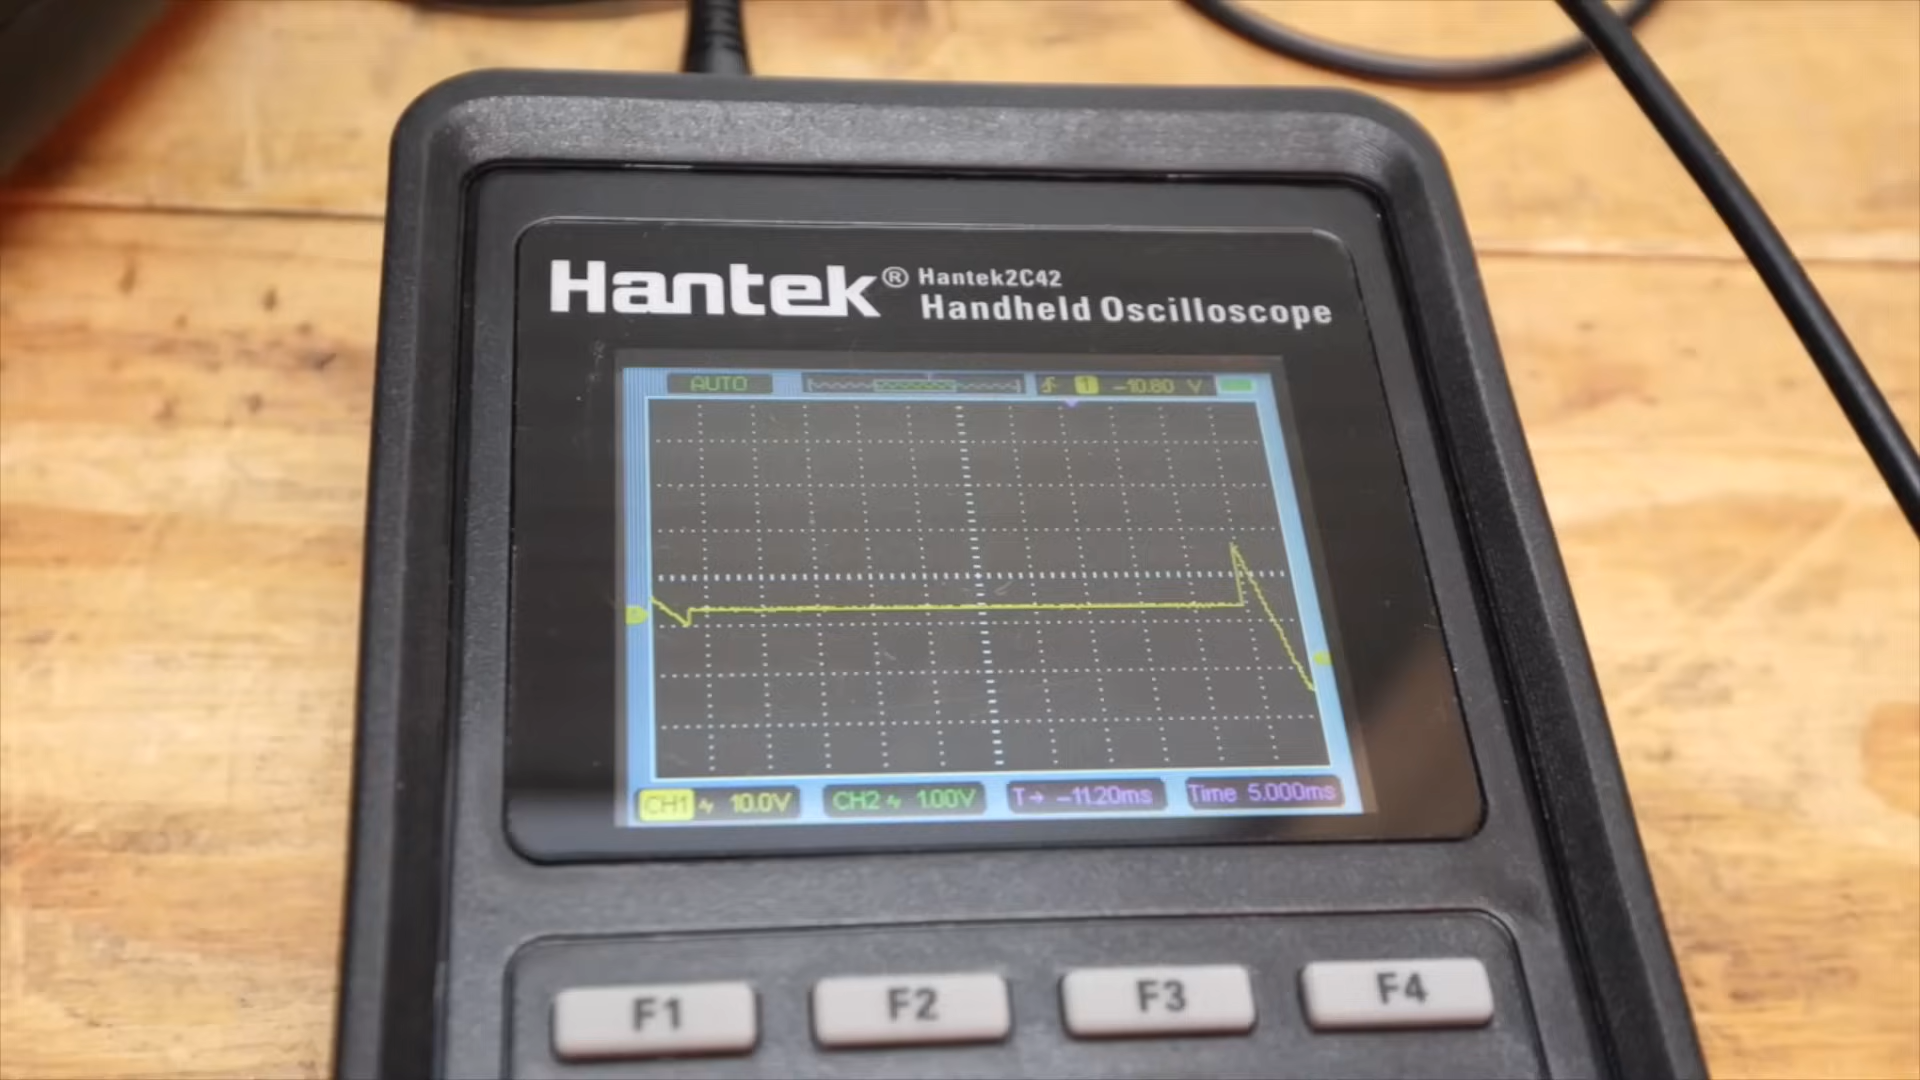 Hantek® Hantek2C42
Handheld Oscilloscope
AUTO 1 -10.80 V
CH1 10.0V CH2 1.00V T→ -11.20ms Time 5.000ms
F1 F2 F3 F4